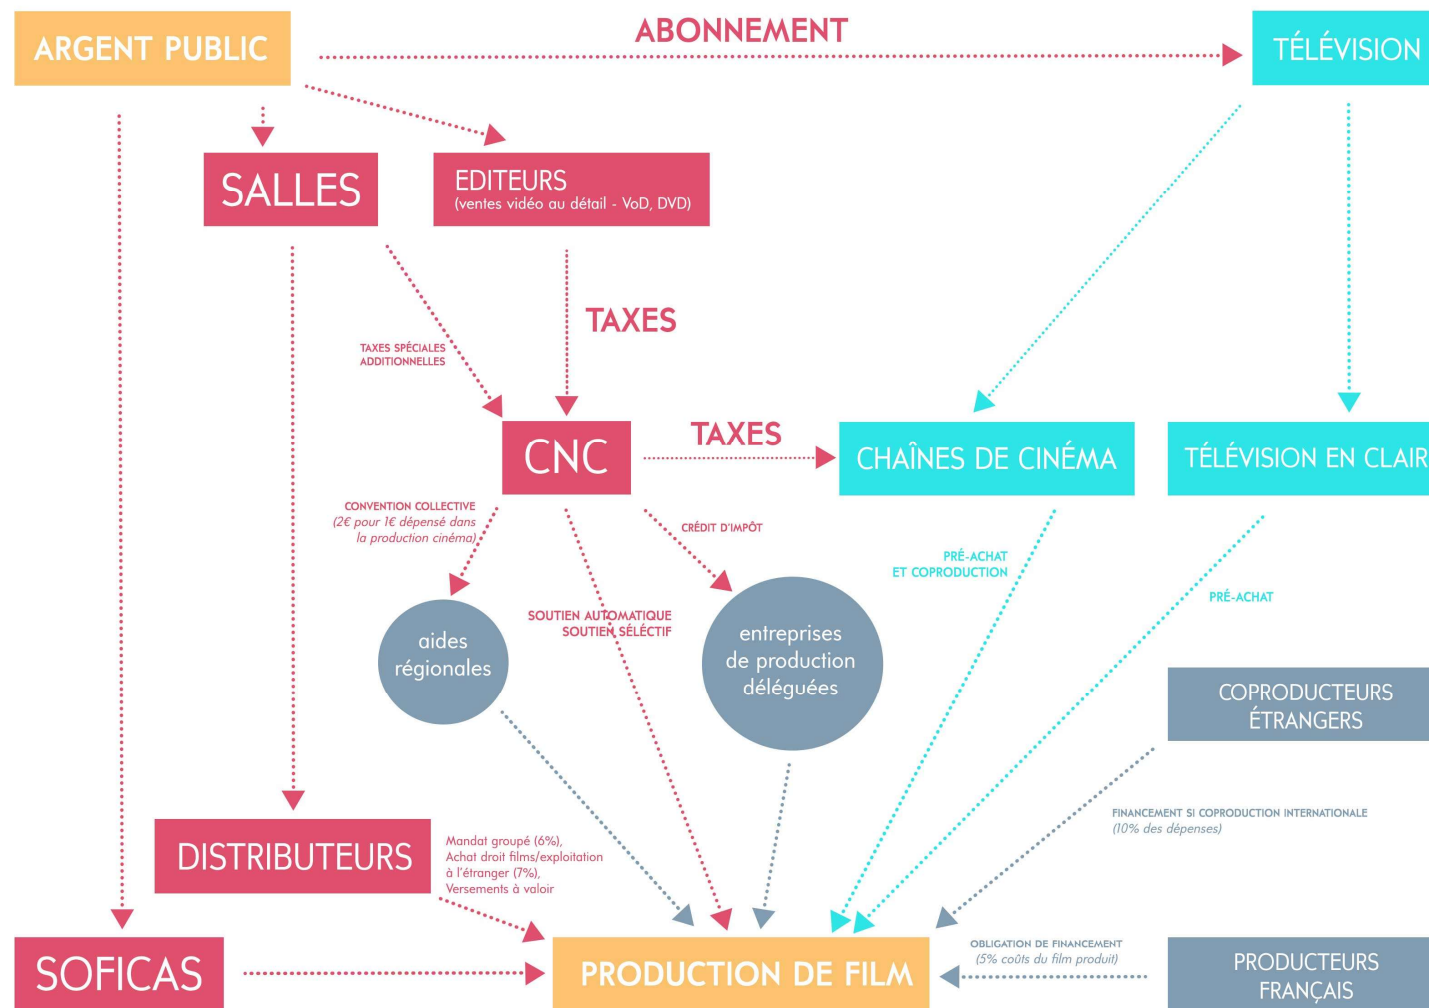 ARGENT PUBLIC
ABONNEMENT
TÉLÉVISION
SALLES
EDITEURS
(ventes vidéo au détail - VoD, DVD)
TAXES
TAXES SPÉCIALES
ADDITIONNELLES
CNC
TAXES
CHAÎNES DE CINÉMA
TÉLÉVISION EN CLAIR
CONVENTION COLLECTIVE
(2€ pour 1€ dépensé dans
la production cinéma)
CRÉDIT D'IMPÔT
PRÉ-ACHAT
ET COPRODUCTION
PRÉ-ACHAT
aides
régionales
SOUTIEN AUTOMATIQUE
SOUTIEN SÉLÉCTIF
entreprises
de production
déléguées
COPRODUCTEURS
ÉTRANGERS
FINANCEMENT SI COPRODUCTION INTERNATIONALE
(10% des dépenses)
DISTRIBUTEURS
Mandat groupé (6%),
Achat droit films/exploitation
à l'étranger (7%),
Versements à valoir
SOFICAS
PRODUCTION DE FILM
OBLIGATION DE FINANCEMENT
(5% coûts du film produit)
PRODUCTEURS
FRANÇAIS